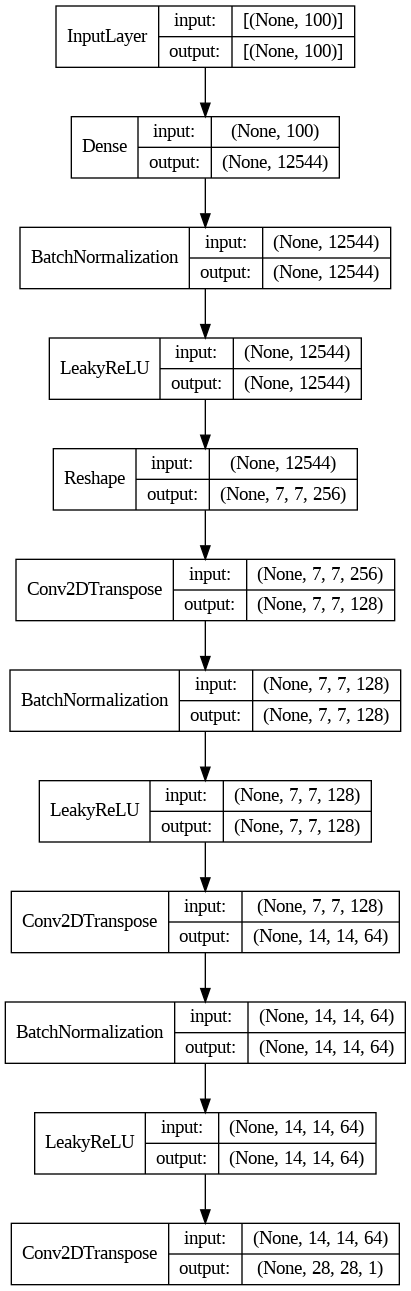 InputLayer
input: [(None, 100)]
output: [(None, 100)]
Dense
input: (None, 100)
output: (None, 12544)
BatchNormalization
input: (None, 12544)
output: (None, 12544)
LeakyReLU
input: (None, 12544)
output: (None, 12544)
Reshape
input: (None, 12544)
output: (None, 7, 7, 256)
Conv2DTranspose
input: (None, 7, 7, 256)
output: (None, 7, 7, 128)
BatchNormalization
input: (None, 7, 7, 128)
output: (None, 7, 7, 128)
LeakyReLU
input: (None, 7, 7, 128)
output: (None, 7, 7, 128)
Conv2DTranspose
input: (None, 7, 7, 128)
output: (None, 14, 14, 64)
BatchNormalization
input: (None, 14, 14, 64)
output: (None, 14, 14, 64)
LeakyReLU
input: (None, 14, 14, 64)
output: (None, 14, 14, 64)
Conv2DTranspose
input: (None, 14, 14, 64)
output: (None, 28, 28, 1)